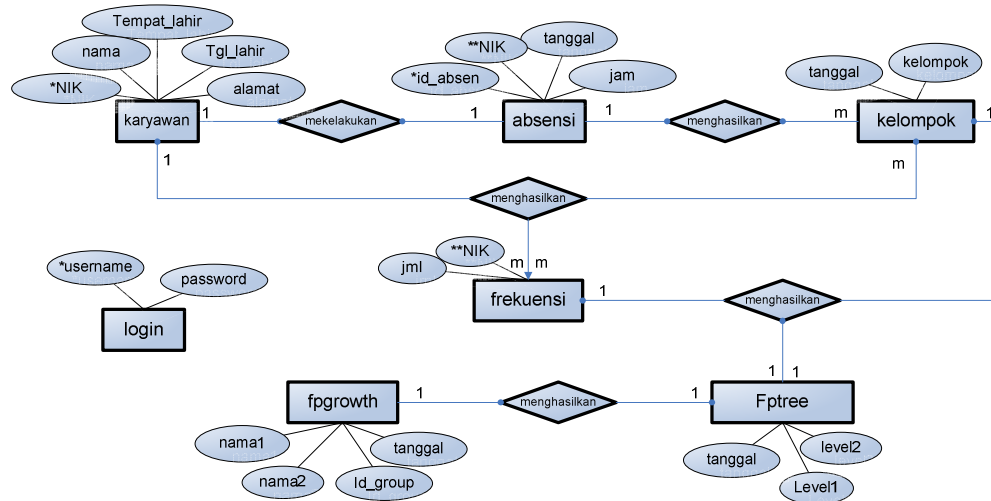 Tempat_lahir
nama
Tgl_lahir
*NIK
alamat
karyawan
1
mekelakukan
1
**NIK
tanggal
*id_absen
jam
absensi
1
menghasilkan
m
tanggal
kelompok
kelompok
1
1
menghasilkan
m
*username
password
login
**NIK
jml
m
m
frekuensi
1
menghasilkan
1
1
fpgrowth
1
menghasilkan
1
Fptree
nama1
tanggal
nama2
Id_group
tanggal
level2
Level1